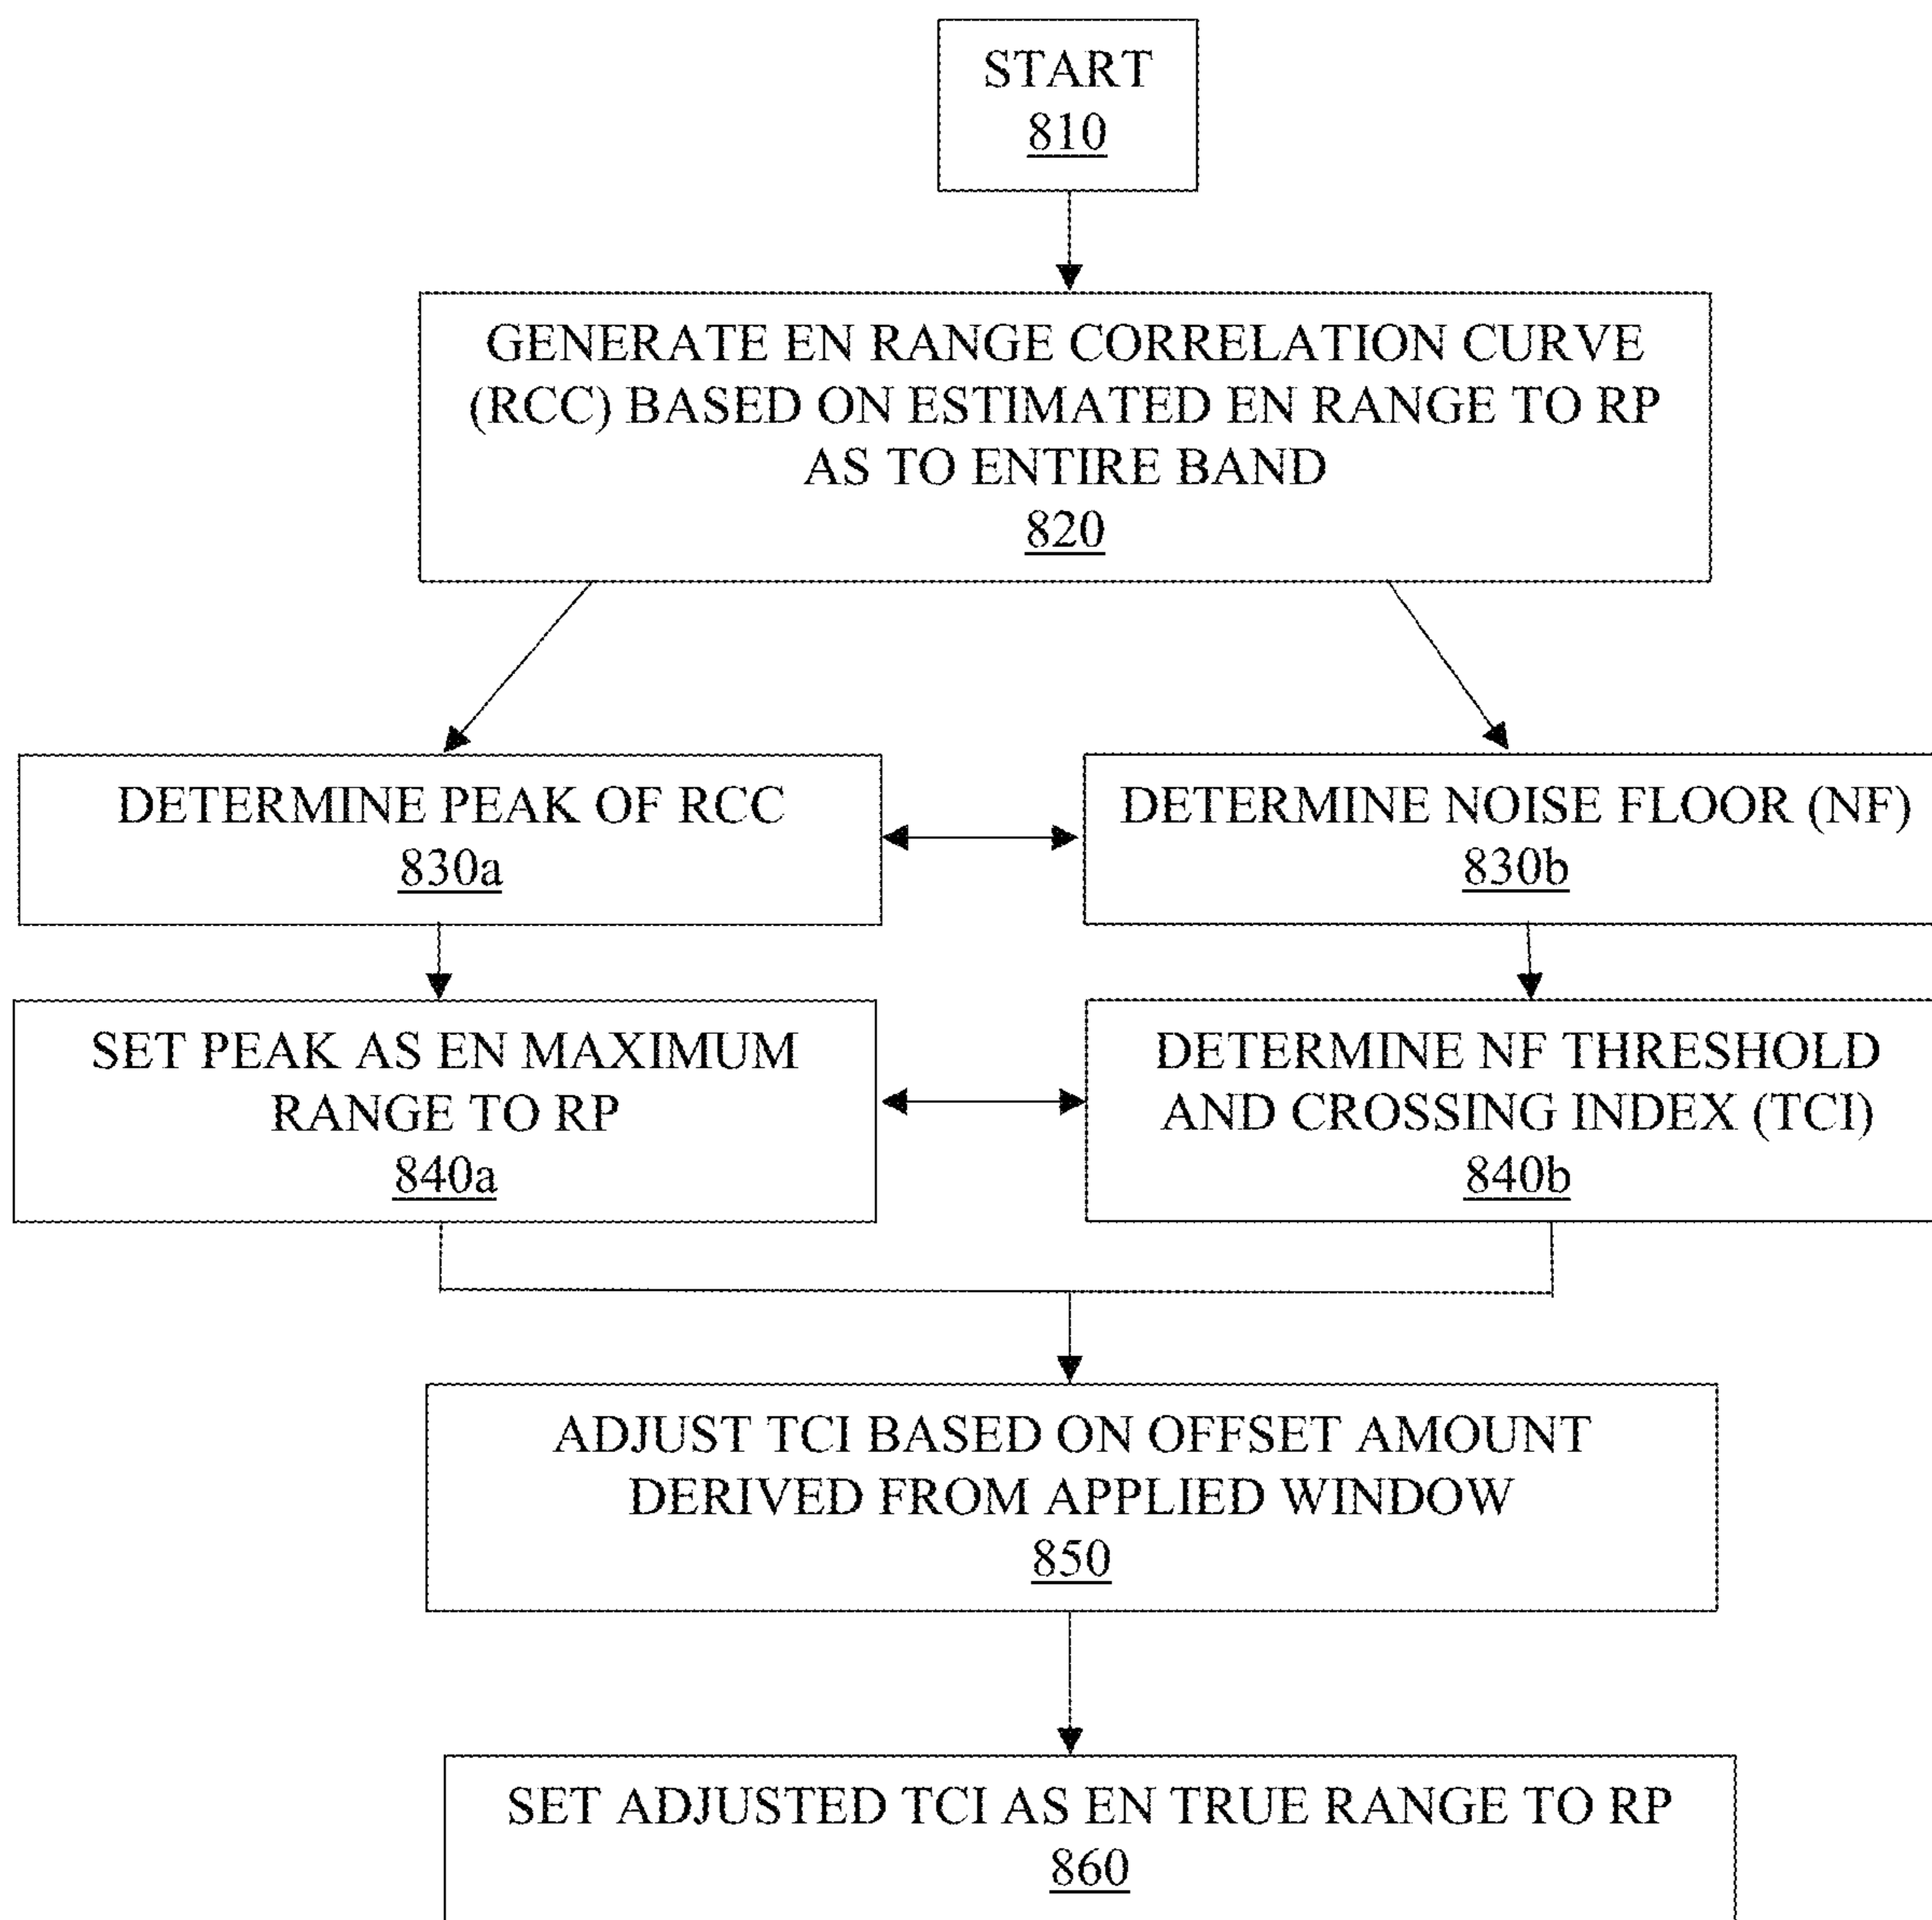 START
810
GENERATE EN RANGE CORRELATION CURVE
(RCC) BASED ON ESTIMATED EN RANGE TO RP
AS TO ENTIRE BAND
820
DETERMINE PEAK OF RCC
830a
DETERMINE NOISE FLOOR (NF)
830b
SET PEAK AS EN MAXIMUM
RANGE TO RP
840a
DETERMINE NF THRESHOLD
AND CROSSING INDEX (TCI)
840b
ADJUST TCI BASED ON OFFSET AMOUNT
DERIVED FROM APPLIED WINDOW
850
SET ADJUSTED TCI AS EN TRUE RANGE TO RP
860